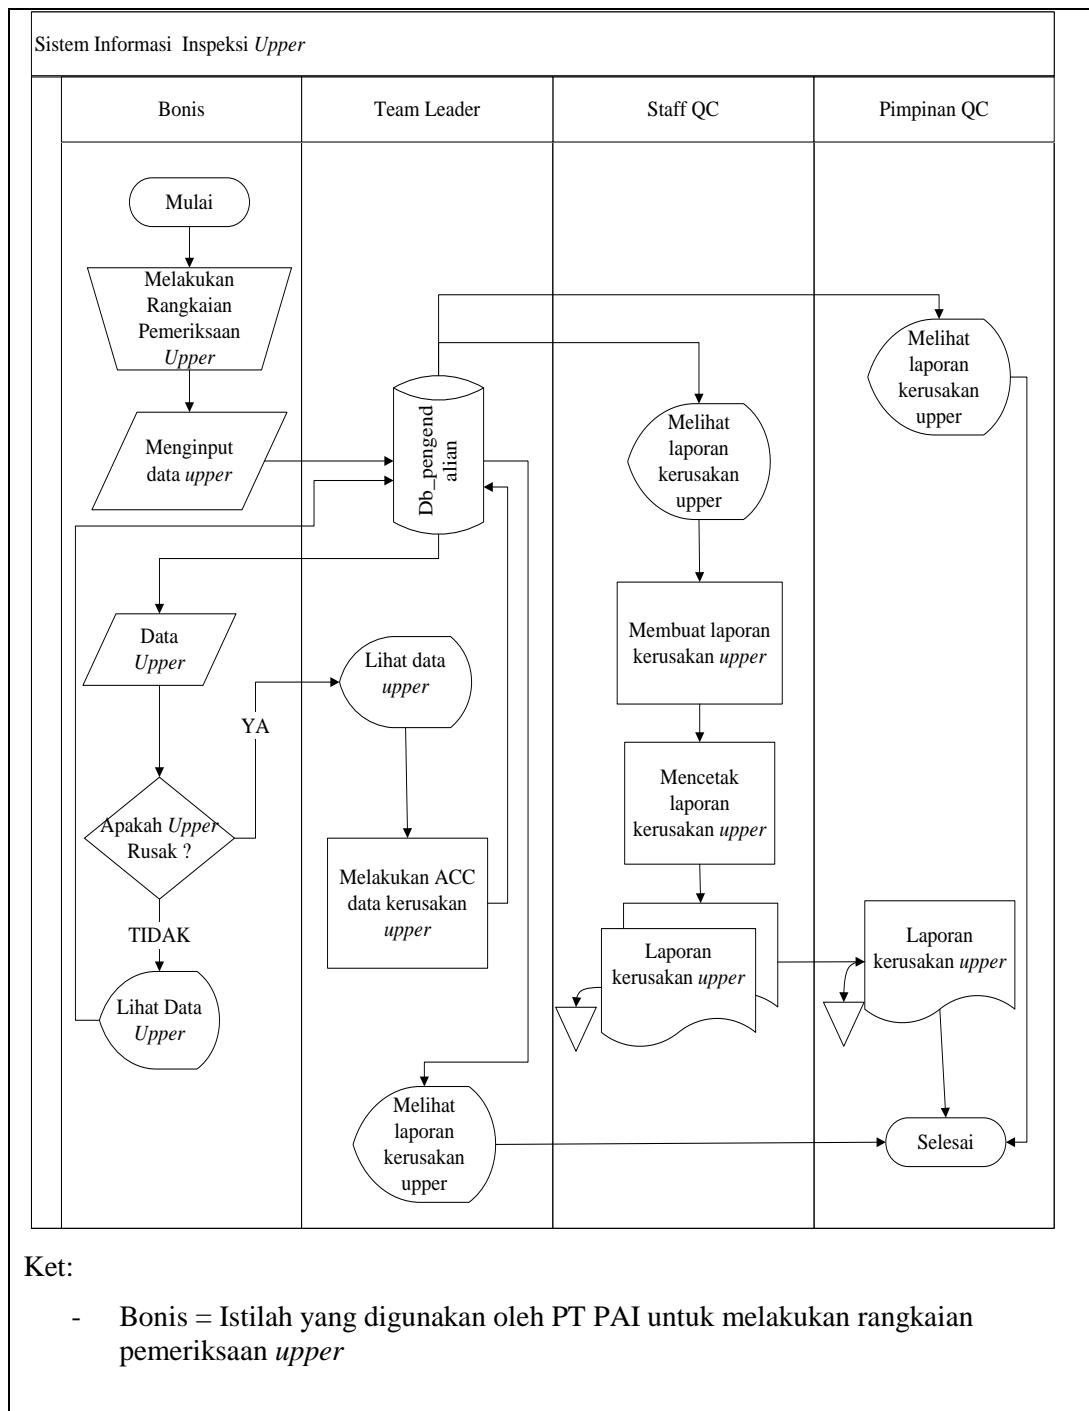 Sistem Informasi Inspeksi Upper
Bonis
Team Leader
Staff QC
Pimpinan QC
Mulai
Melakukan
Rangkaian
Pemeriksaan
Upper
Menginput
data upper
Db_pengend
alian
Melihat
laporan
kerusakan
upper
Melihat
laporan
kerusakan
upper
Data
Upper
Lihat data
upper
Membuat laporan
kerusakan upper
YA
Apakah Upper
Rusak ?
Mencetak
laporan
kerusakan upper
Melakukan ACC
data kerusakan
upper
TIDAK
Laporan
kerusakan upper
Laporan
kerusakan upper
Lihat Data
Upper
Melihat
laporan
kerusakan
upper
Selesai
Ket:
- Bonis = Istilah yang digunakan oleh PT PAI untuk melakukan rangkaian
pemeriksaan upper